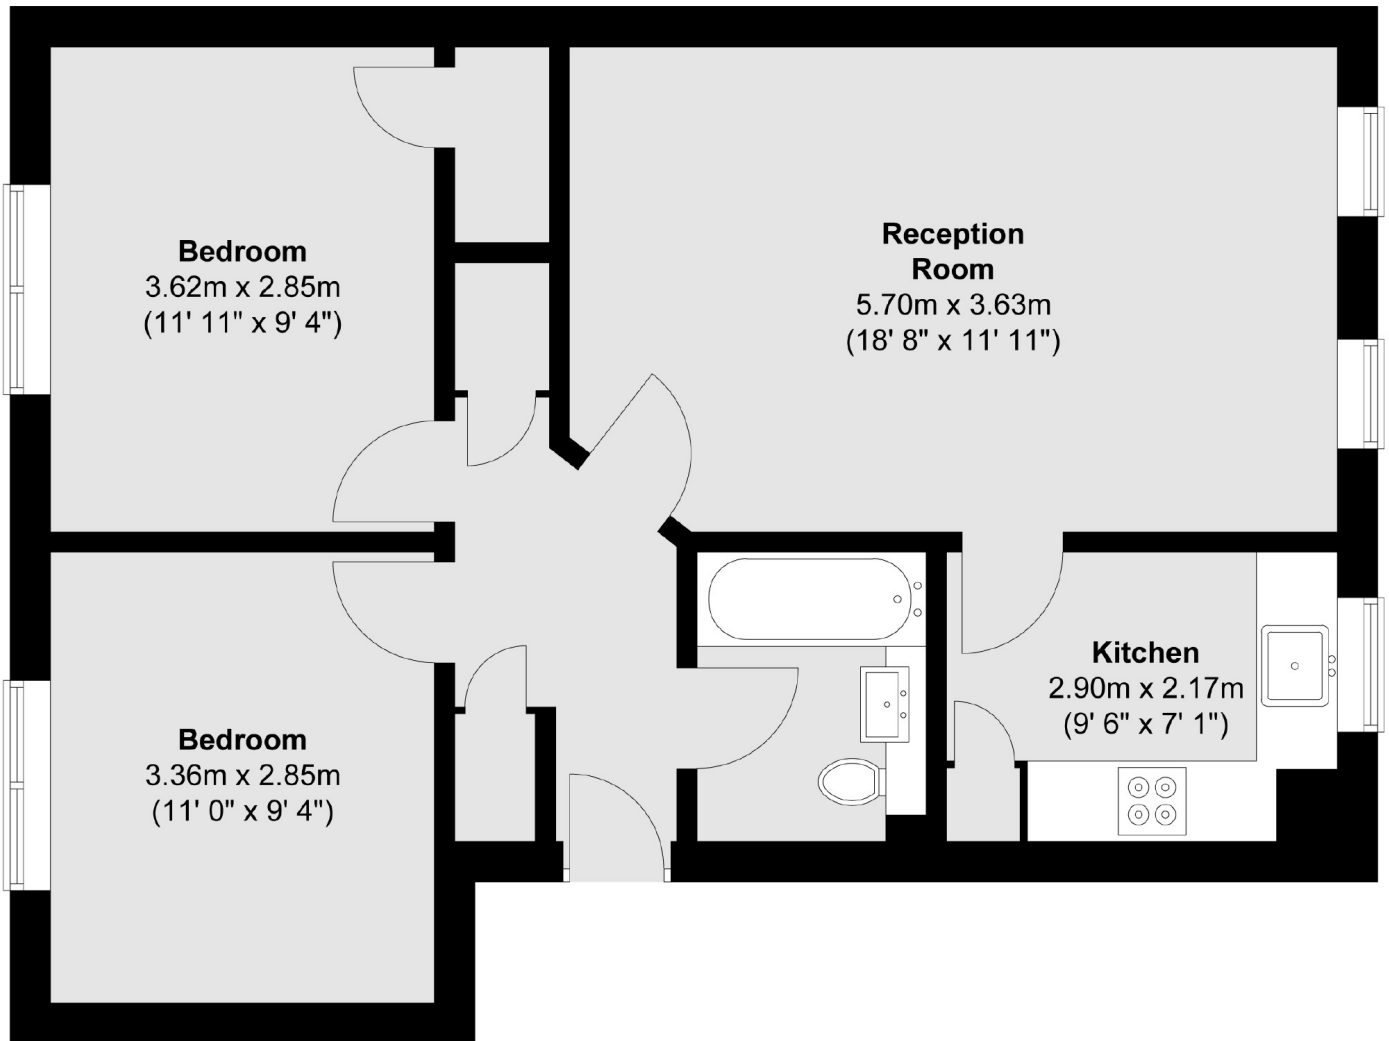 Bedroom
3.62m x 2.85m
(11' 11" x 9' 4")
Reception
Room
5.70m x 3.63m
(18' 8" x 11' 11")
Kitchen
2.90m x 2.17m
(9' 6" x 7' 1")
Bedroom
3.36m x 2.85m
(11' 0" x 9' 4")